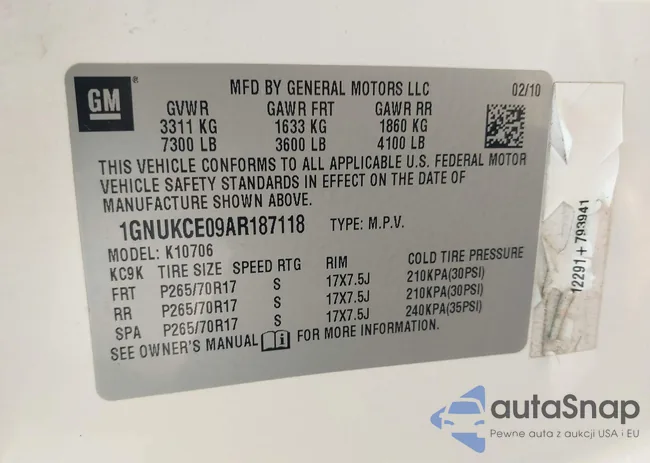 GM
MFD BY GENERAL MOTORS LLC 02/10
GVWR GAWR FRT GAWR RR
3311 KG 1633 KG 1860 KG
7300 LB 3600 LB 4100 LB
THIS VEHICLE CONFORMS TO ALL APPLICABLE U.S. FEDERAL MOTOR
VEHICLE SAFETY STANDARDS IN EFFECT ON THE DATE OF
MANUFACTURE SHOWN ABOVE.
1GNUKCE09AR187118 TYPE: M.P.V.
MODEL: K10706
KC9K TIRE SIZE SPEED RTG RIM COLD TIRE PRESSURE
FRT P265/70R17 S 17X7.5J 210KPA(30PSI)
RR P265/70R17 S 17X7.5J 210KPA(30PSI)
SPA P265/70R17 S 17X7.5J 240KPA(35PSI)
SEE OWNER'S MANUAL i FOR MORE INFORMATION.
12291+793941
autaSnap
Pewne auta z aukcji USA i EU